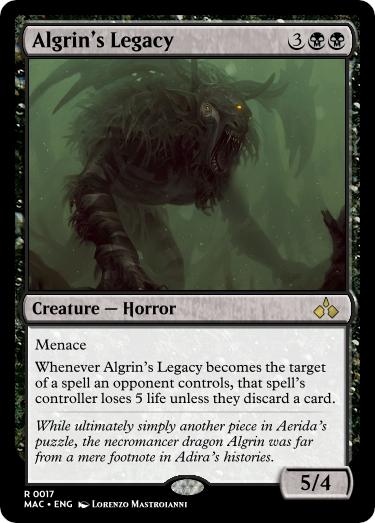 Algrin's Legacy 3
Creature — Horror
Menace
Whenever Algrin's Legacy becomes the target
of a spell an opponent controls, that spell's
controller loses 5 life unless they discard a card.
While ultimately simply another piece in Aerida's
puzzle, the necromancer dragon Algrin was far
from a mere footnote in Adira's histories.
5/4
R 0017
MAC • ENG Lorenzo Mastroianni